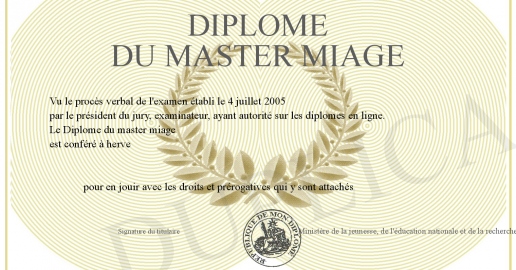 DIPLOME
DU MASTER MIAGE
Vu le procès verbal de l'examen établi le 4 juillet 2005
par le président du jury, examinateur, ayant autorité sur les diplomes en ligne.
Le Diplome du master miage
est conféré à herve
pour en jouir avec les droits et prérogatives qui y sont attachés
Signature du titulaire
Ministère de la jeunesse, de l'éducation nationale et de la recherche
REPUBLIQUE DE MON DIPLOME
DUPLICA